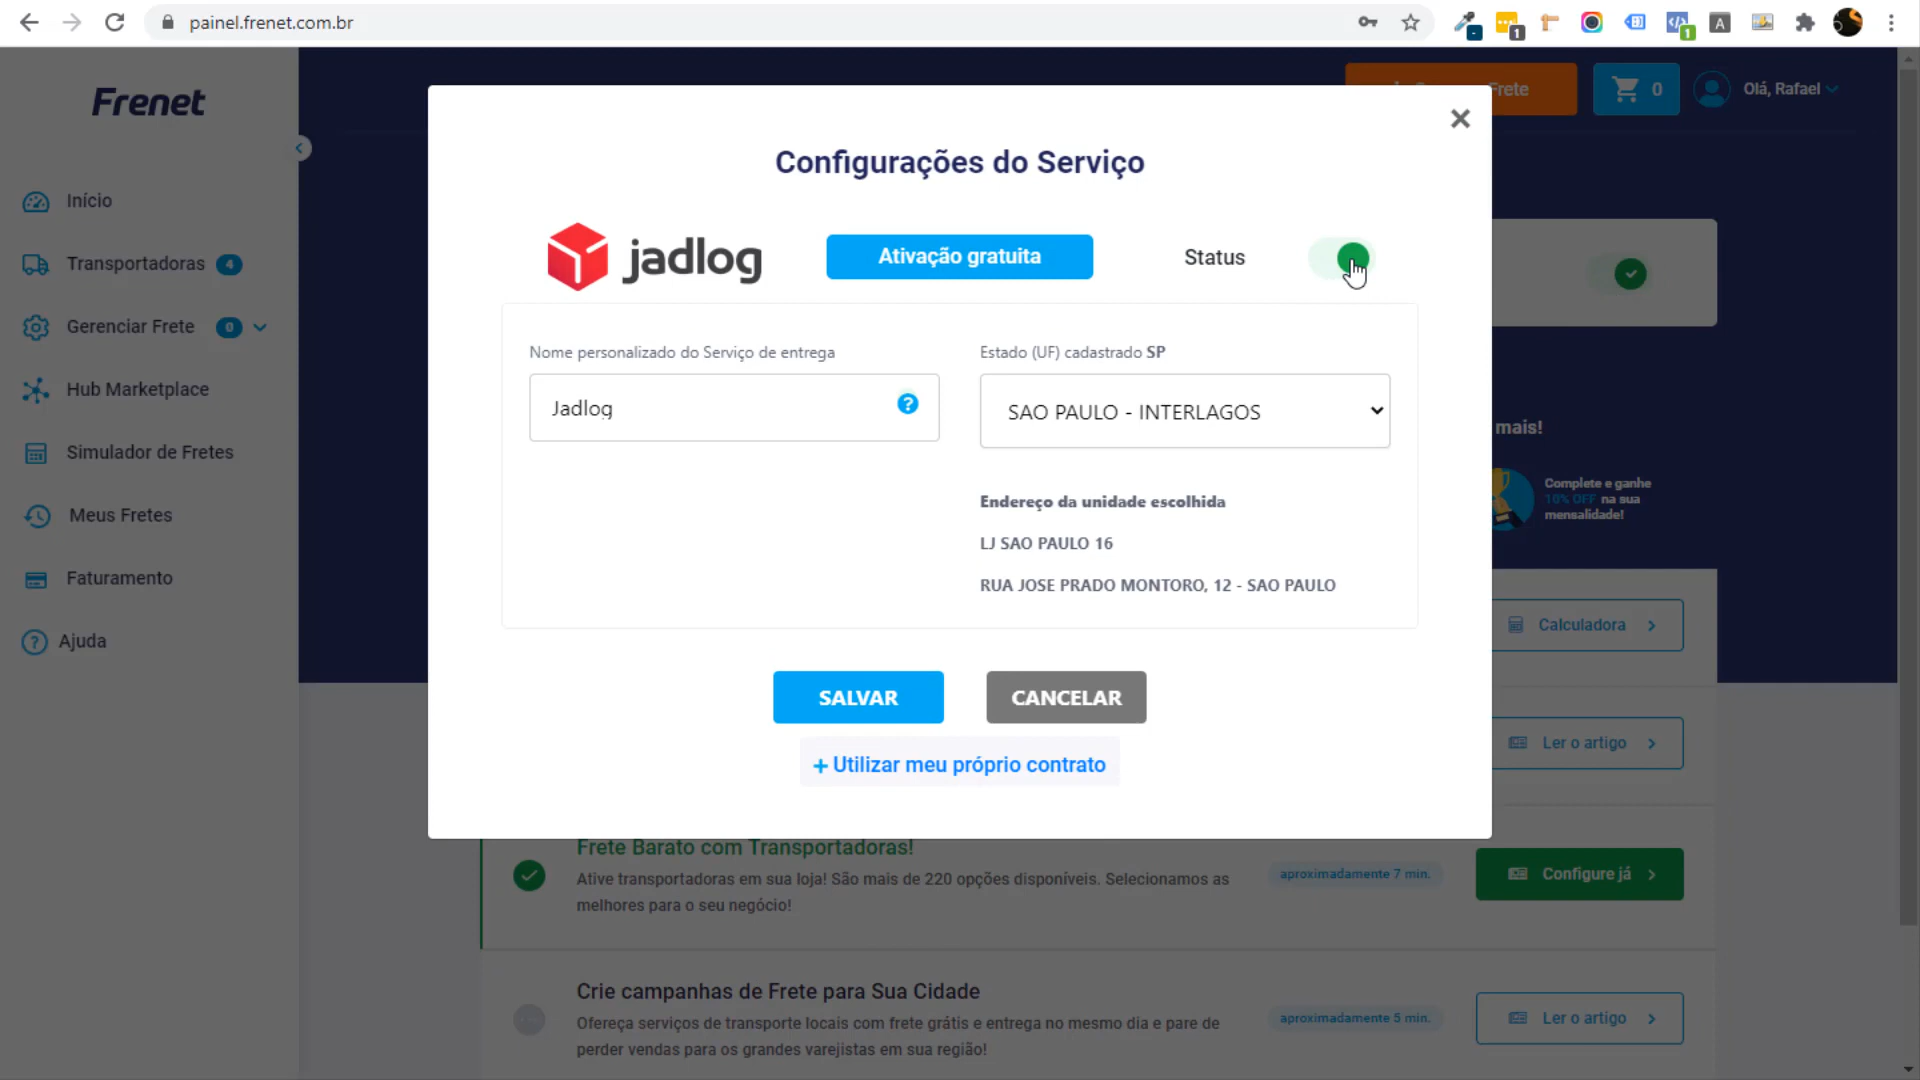 painel.frenet.com.br
1
1
A
Frenet
Frete
0
Olá, Rafael
Configurações do Serviço
jadlog
Ativação gratuita
Status
Início
Transportadoras 4
Gerenciar Frete 0
Hub Marketplace
Simulador de Fretes
Meus Fretes
Faturamento
? Ajuda
Nome personalizado do Serviço de entrega
Jadlog ?
Estado (UF) cadastrado SP
SAO PAULO - INTERLAGOS
Endereço da unidade escolhida
LJ SAO PAULO 16
RUA JOSE PRADO MONTORO, 12 - SAO PAULO
SALVAR
CANCELAR
+ Utilizar meu próprio contrato
mais!
Complete e ganhe
10% OFF na sua
mensalidade!
Calculadora
Ler o artigo
Frete Barato com Transportadoras!
Ative transportadoras em sua loja! São mais de 220 opções disponíveis. Selecionamos as
melhores para o seu negócio!
aproximadamente 7 min.
Configure já
Crie campanhas de Frete para Sua Cidade
Ofereça serviços de transporte locais com frete grátis e entrega no mesmo dia e pare de
perder vendas para os grandes varejistas em sua região!
aproximadamente 5 min.
Ler o artigo